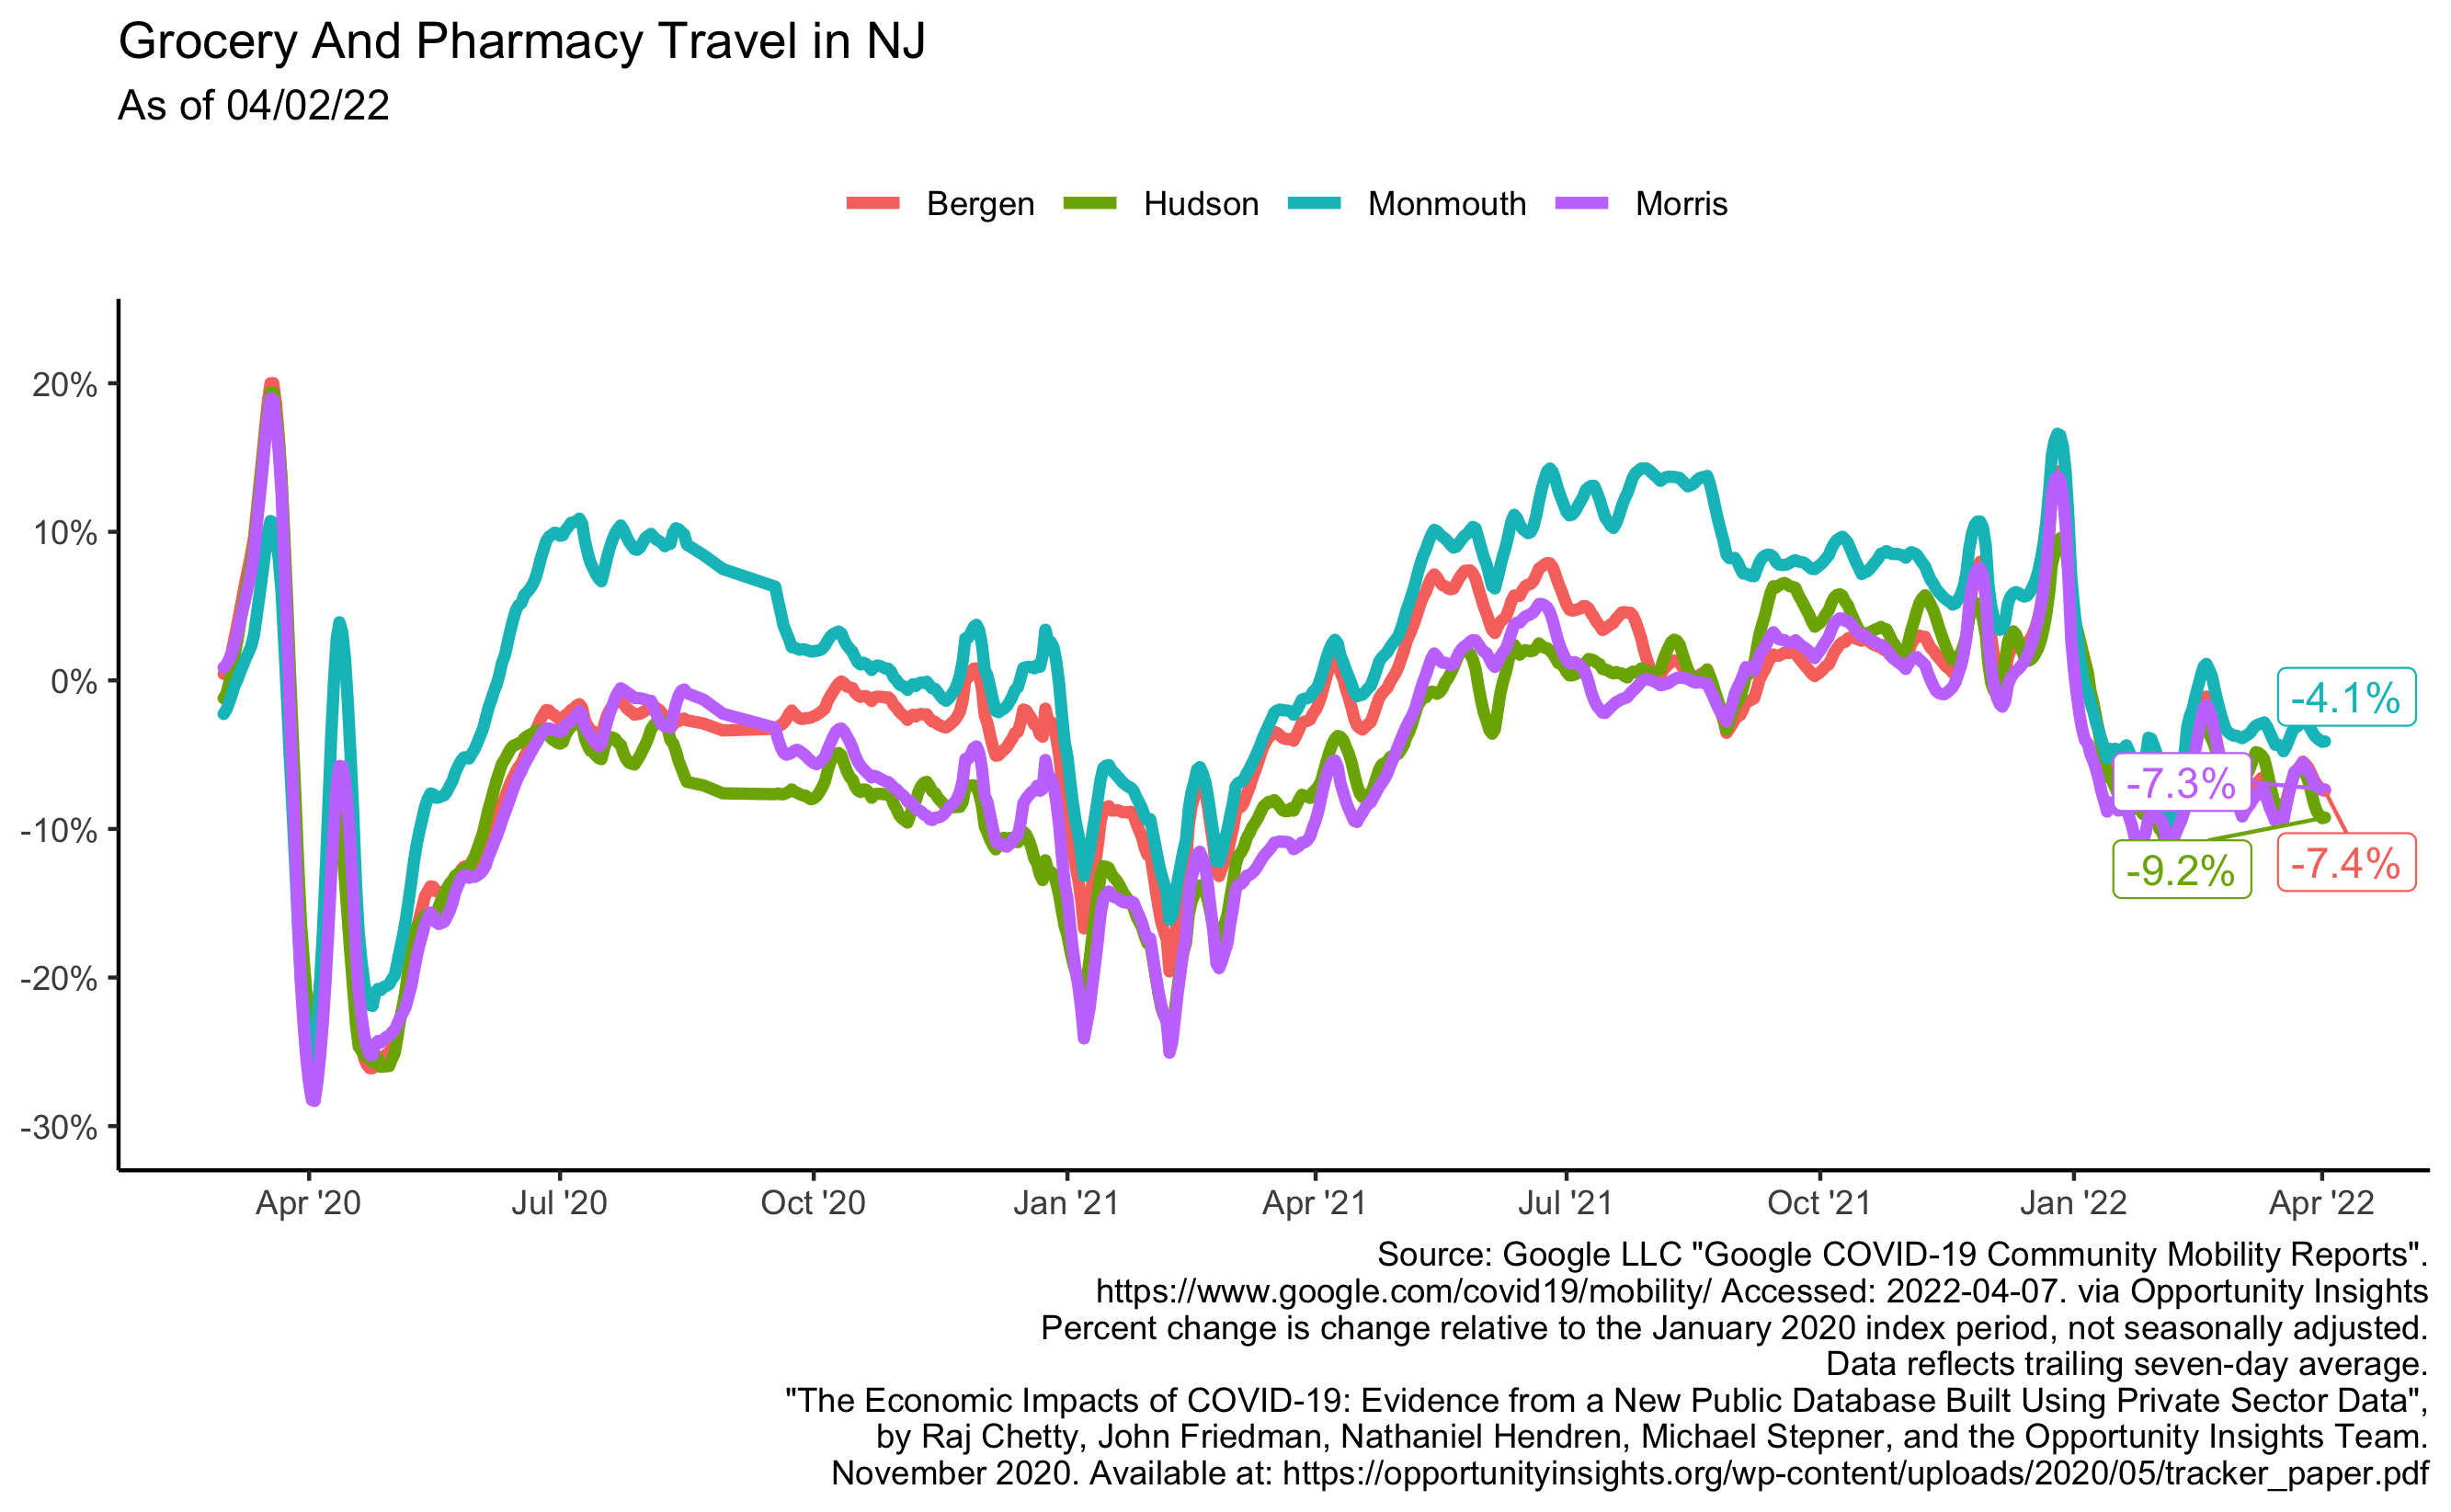 Grocery And Pharmacy Travel in NJ
As of 04/02/22
Bergen Hudson Monmouth Morris
20%
10%
0%
-10%
-20%
-30%
-4.1%
-7.3%
-9.2%
-7.4%
Apr '20 Jul '20 Oct '20 Jan '21 Apr '21 Jul '21 Oct '21 Jan '22 Apr '22
Source: Google LLC "Google COVID-19 Community Mobility Reports".
https://www.google.com/covid19/mobility/ Accessed: 2022-04-07. via Opportunity Insights
Percent change is change relative to the January 2020 index period, not seasonally adjusted.
Data reflects trailing seven-day average.
"The Economic Impacts of COVID-19: Evidence from a New Public Database Built Using Private Sector Data",
by Raj Chetty, John Friedman, Nathaniel Hendren, Michael Stepner, and the Opportunity Insights Team.
November 2020. Available at: https://opportunityinsights.org/wp-content/uploads/2020/05/tracker_paper.pdf